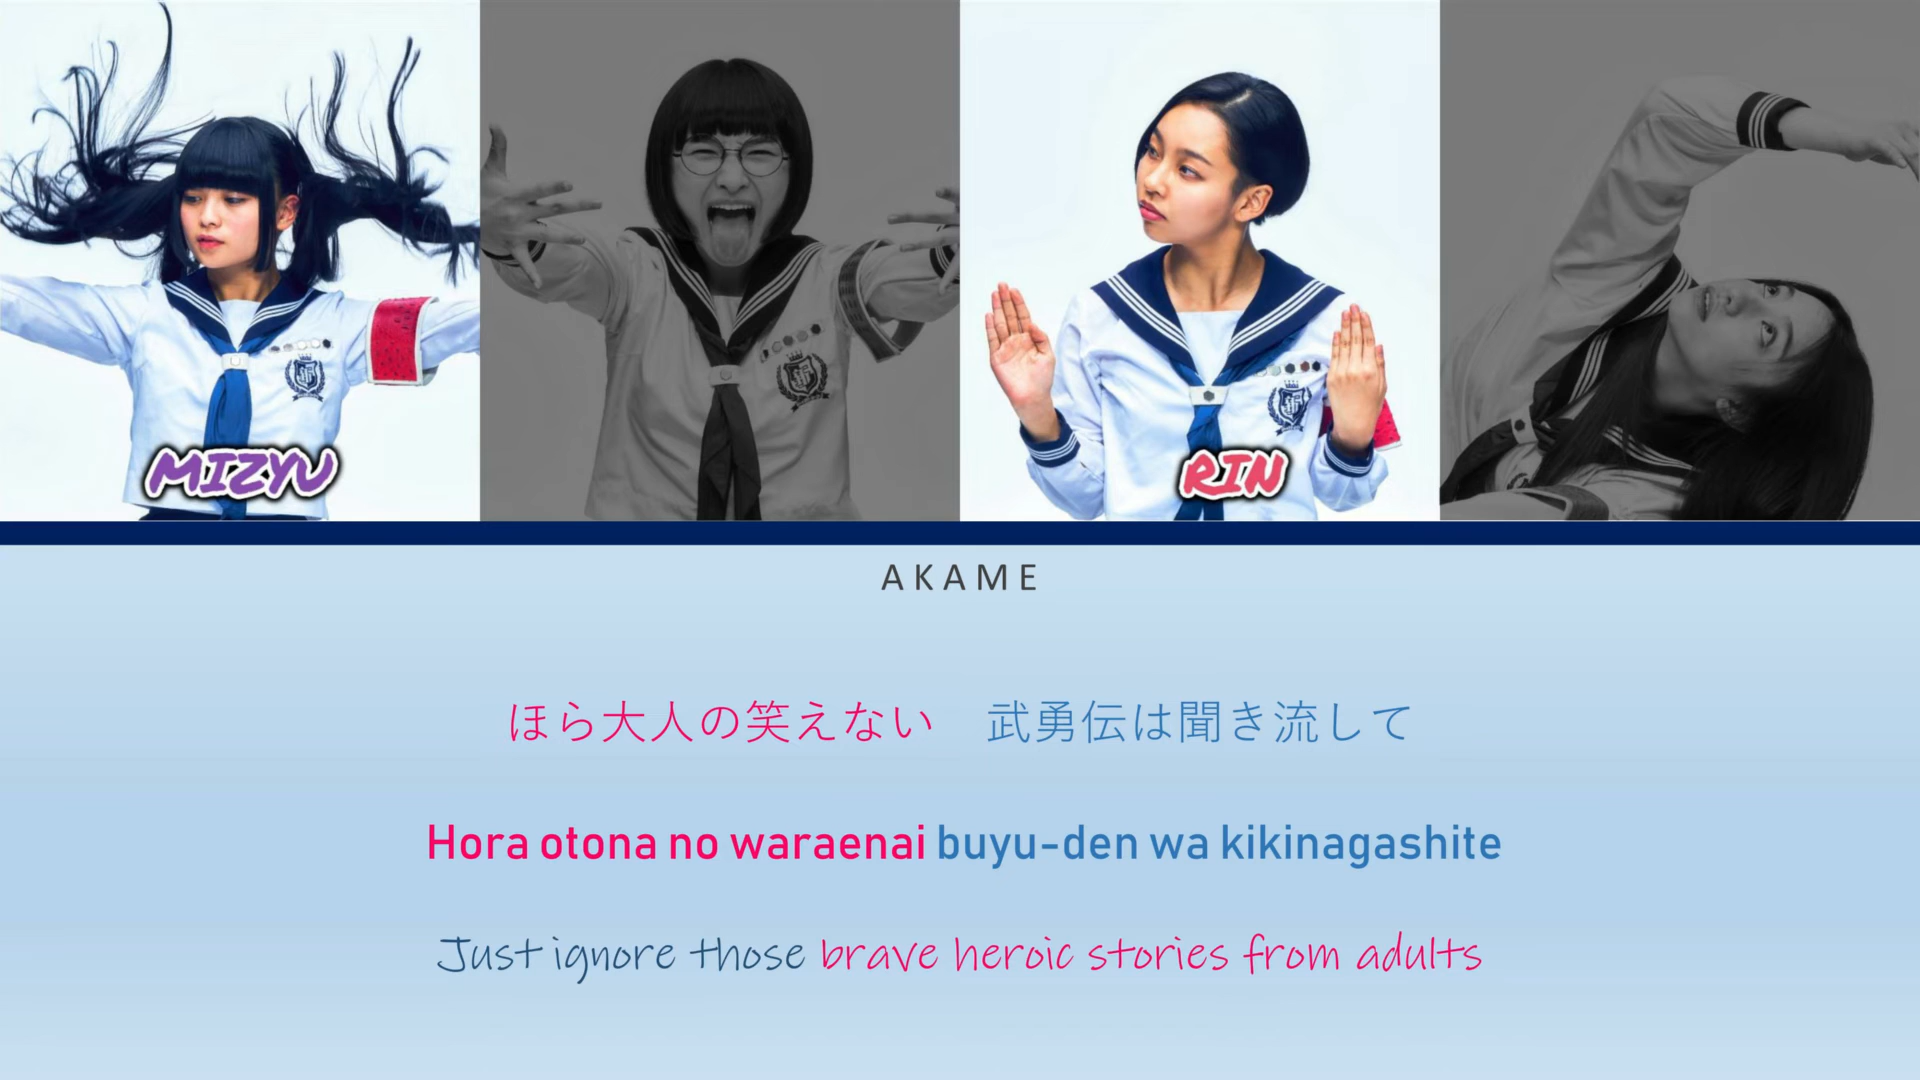 MIZYU
RIN
AKAME
ほら大人の笑えない　武勇伝は聞き流して
Hora otona no waraenai buyu-den wa kikinagashite
Just ignore those brave heroic stories from adults